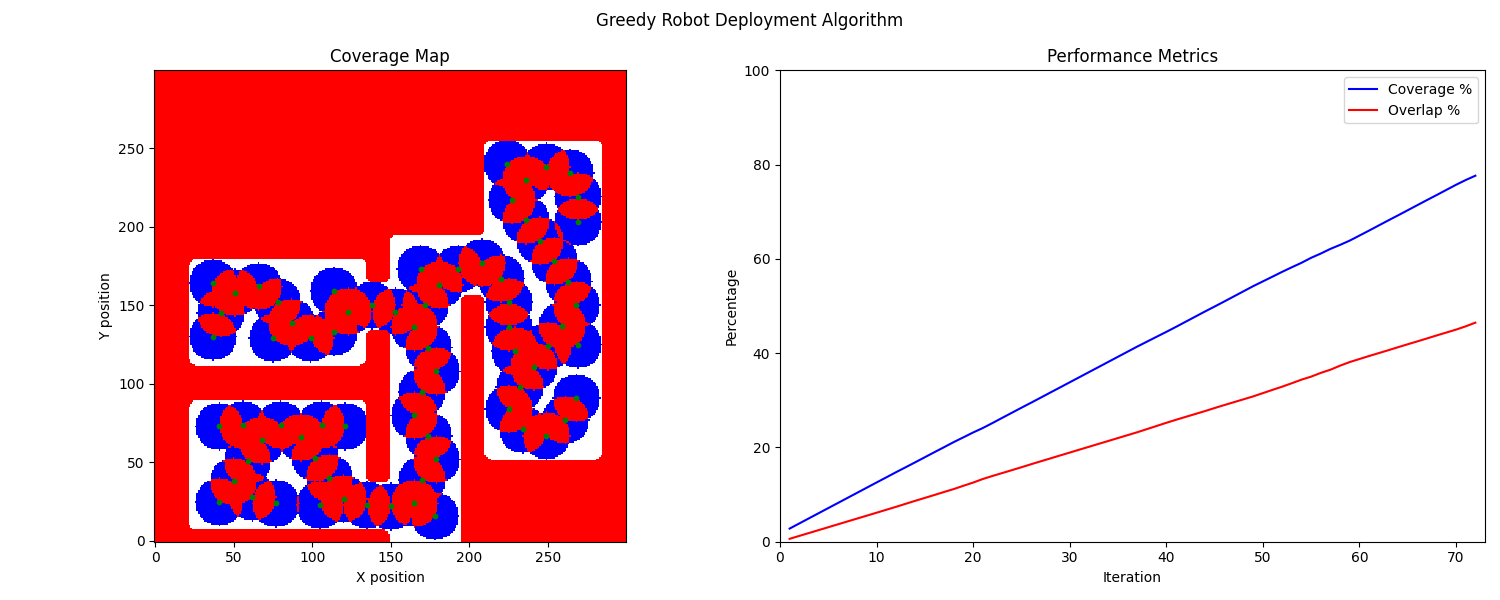 Greedy Robot Deployment Algorithm
Coverage Map
Y position
250
200
150
100
50
0
0 50 100 150 200 250
X position
Performance Metrics
Percentage
100
80
60
40
20
0
Coverage %
Overlap %
0 10 20 30 40 50 60 70
Iteration